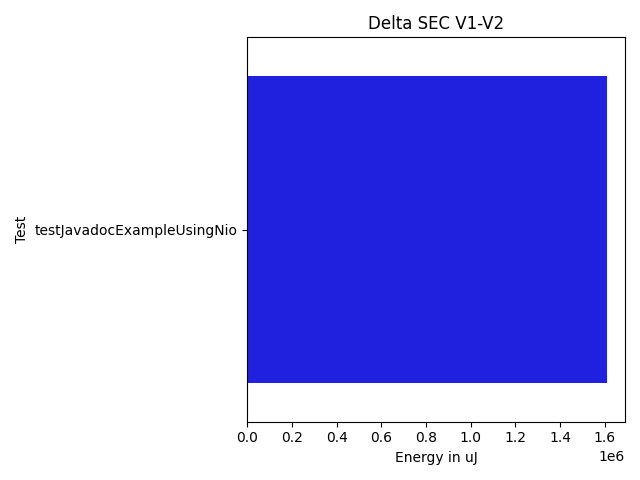 Delta SEC V1-V2
Test
testJavadocExampleUsingNio
0.0 0.2 0.4 0.6 0.8 1.0 1.2 1.4 1.6
1e6
Energy in uJ